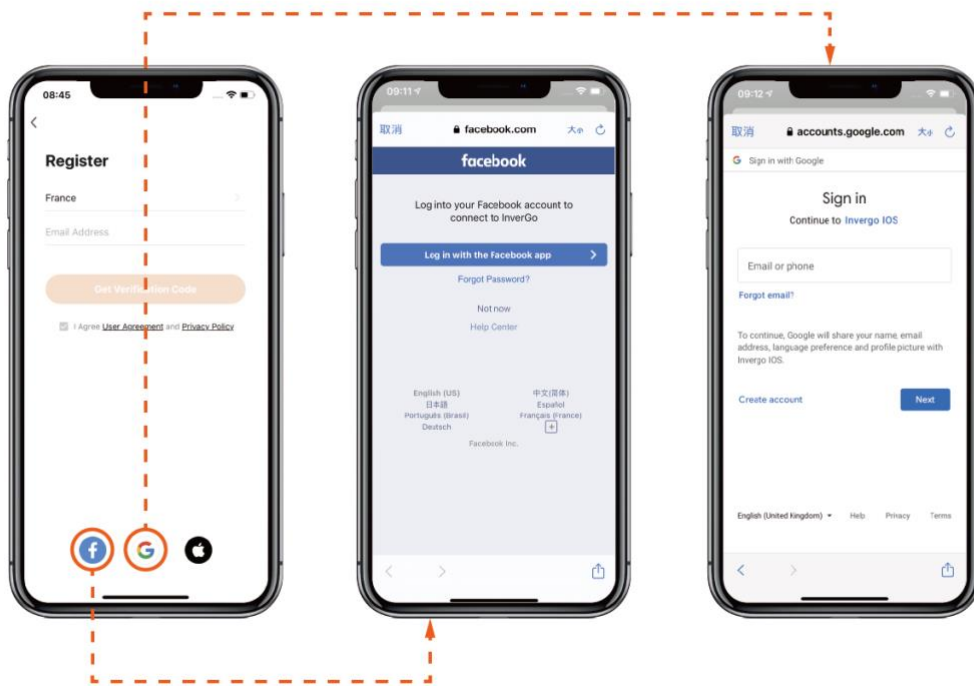 08:45
Register
France
Email Address
Get Verification Code
I Agree User Agreement and Privacy Policy
09:11
取消
facebook.com
大小
facebook
Log into your Facebook account to
connect to InverGo
Log in with the Facebook app
Forgot Password?
Not now
Help Center
English (US)
中文(简体)
日本語
Español
Português (Brasil)
Français (France)
Deutsch
Facebook Inc.
09:12
取消
accounts.google.com
大小
Sign in with Google
Sign in
Continue to Invergo IOS
Email or phone
Forgot email?
To continue, Google will share your name, email
address, language preference and profile picture with
Invergo IOS.
Create account
Next
English (United Kingdom)
Help
Privacy
Terms